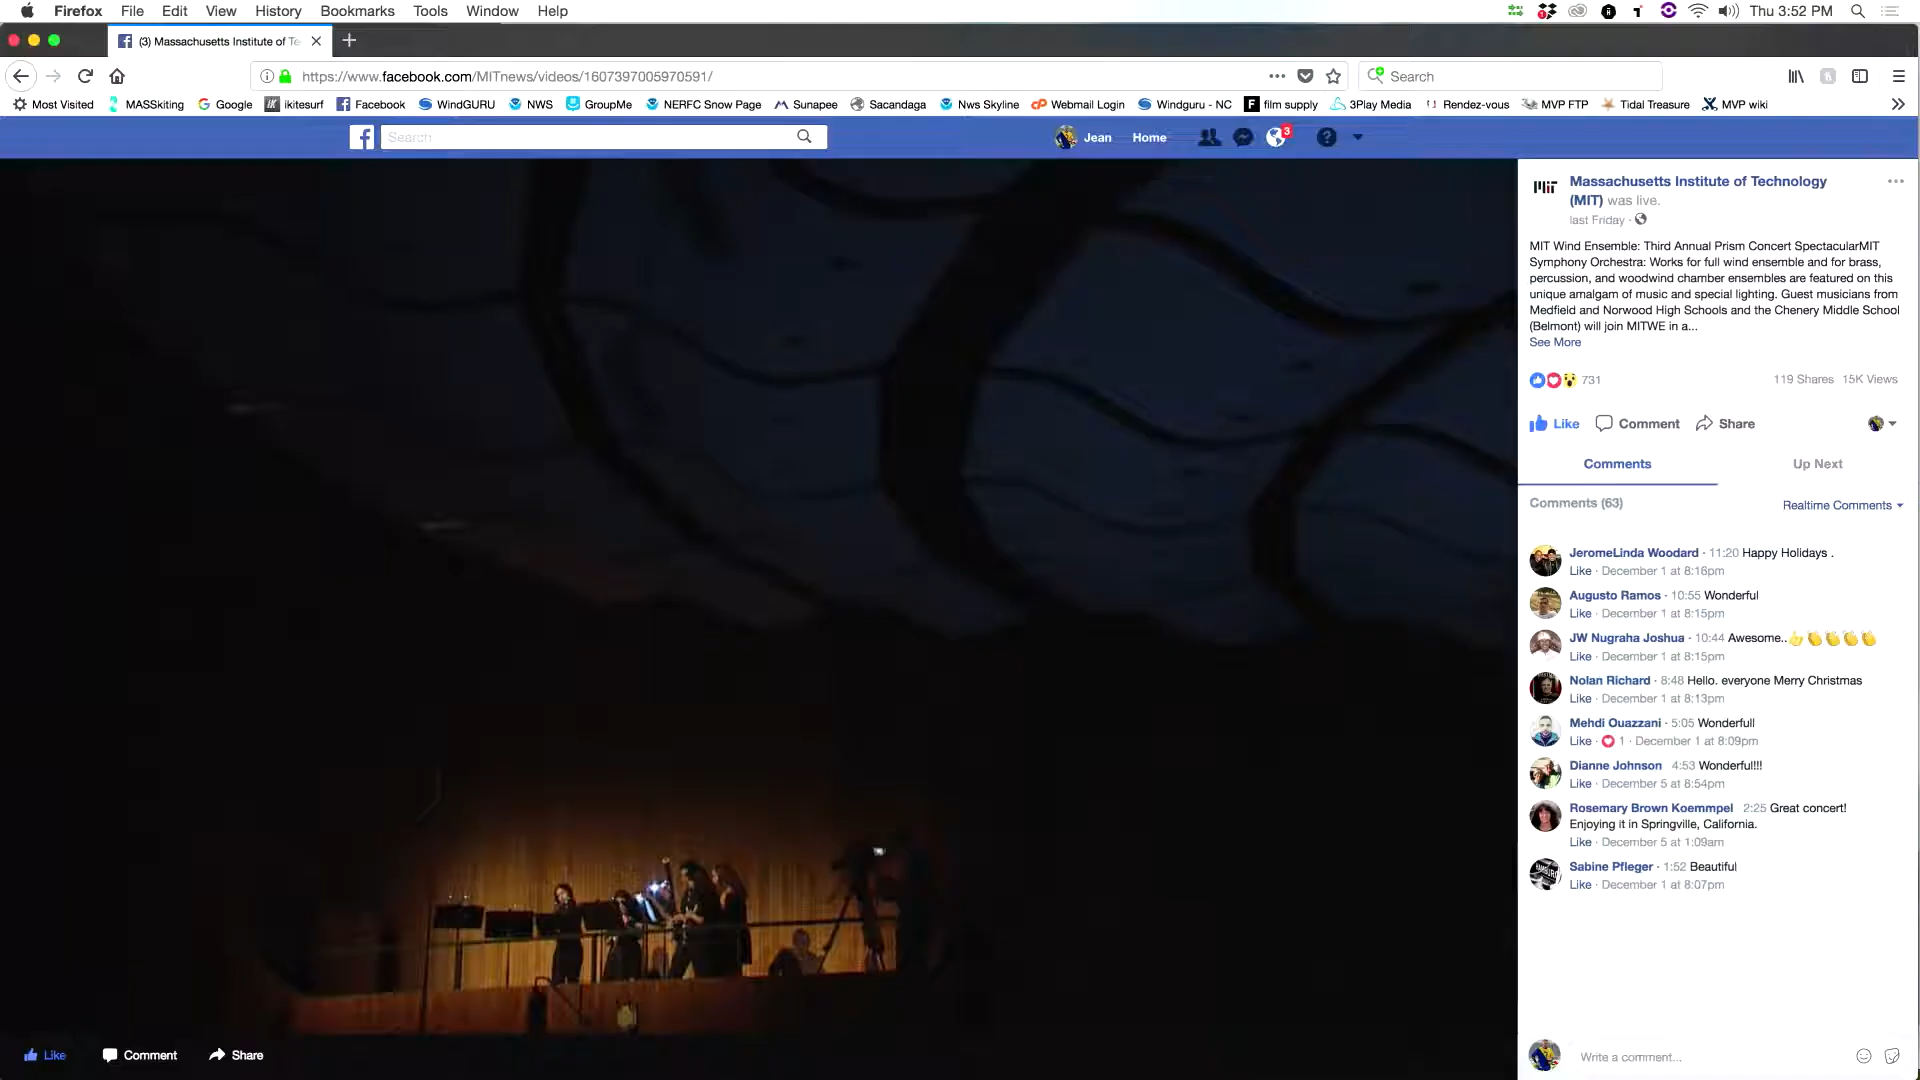 Firefox File Edit View History Bookmarks Tools Window Help Thu 3:52 PM
(3) Massachusetts Institute of Te
https://www.facebook.com/MITnews/videos/1607397005970591/ Search
Most Visited MASSkiting Google ikitesurf Facebook WindGURU NWS GroupMe NERFC Snow Page Sunapee Sacandaga Nws Skyline Webmail Login Windguru - NC film supply 3Play Media Rendez-vous MVP FTP Tidal Treasure MVP wiki
Search Jean Home 3
Massachusetts Institute of Technology
(MIT) was live.
last Friday ·
MIT Wind Ensemble: Third Annual Prism Concert SpectacularMIT
Symphony Orchestra: Works for full wind ensemble and for brass,
percussion, and woodwind chamber ensembles are featured on this
unique amalgam of music and special lighting. Guest musicians from
Medfield and Norwood High Schools and the Chenery Middle School
(Belmont) will join MITWE in a...
See More
731 119 Shares 15K Views
Like Comment Share
Comments Up Next
Comments (63) Realtime Comments
JeromeLinda Woodard · 11:20 Happy Holidays .
Like · December 1 at 8:16pm
Augusto Ramos · 10:55 Wonderful
Like · December 1 at 8:15pm
JW Nugraha Joshua · 10:44 Awesome..👍👏👏👏👏
Like · December 1 at 8:15pm
Nolan Richard · 8:48 Hello. everyone Merry Christmas
Like · December 1 at 8:13pm
Mehdi Ouazzani · 5:05 Wonderfull
Like · 1 · December 1 at 8:09pm
Dianne Johnson 4:53 Wonderful!!!
Like · December 5 at 8:54pm
Rosemary Brown Koemmpel 2:25 Great concert!
Enjoying it in Springville, California.
Like · December 5 at 1:09am
Sabine Pfleger · 1:52 Beautiful
Like · December 1 at 8:07pm
Like Comment Share
Write a comment...